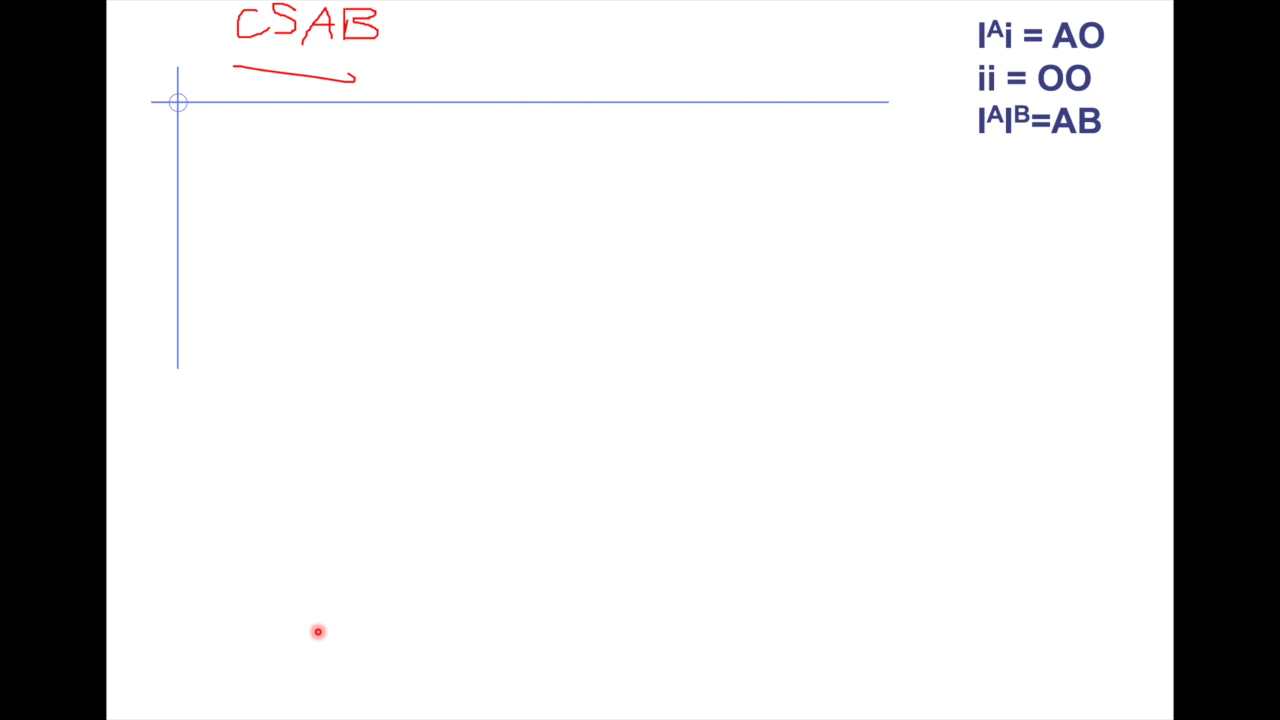 CSAB
Iᴬi = AO
ii = OO
IᴬIᴮ=AB